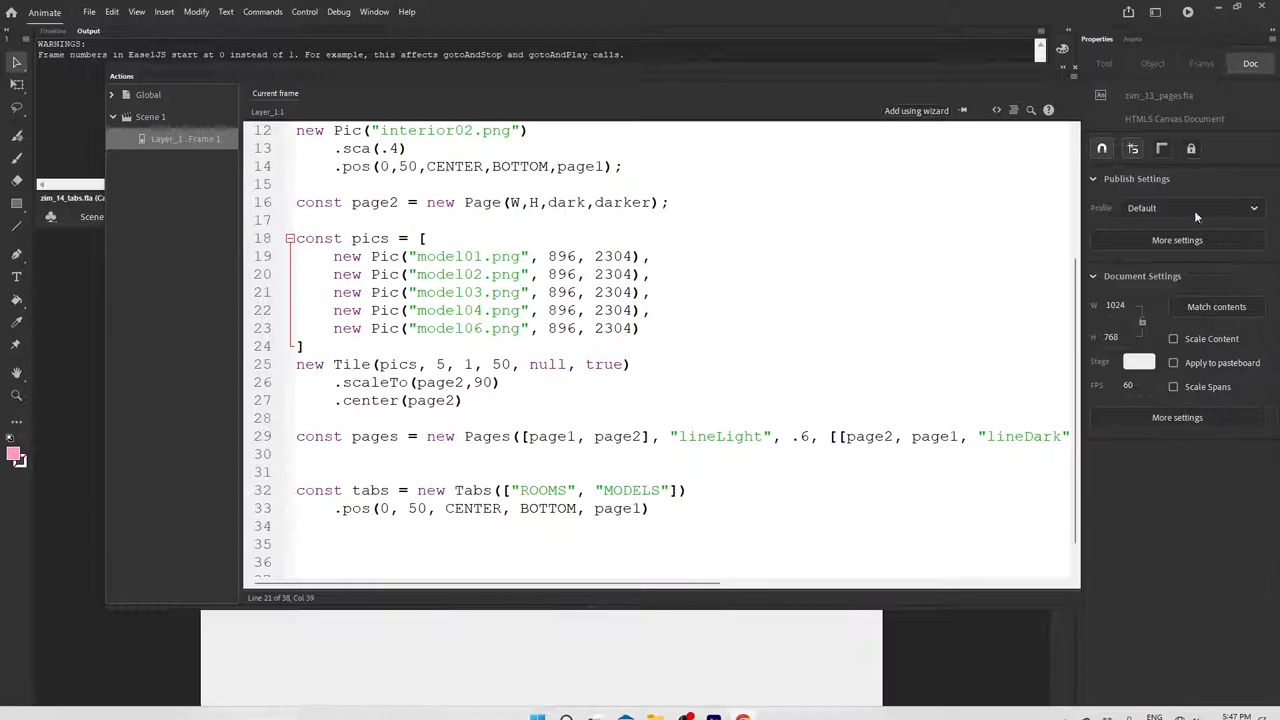 Animate File Edit View Insert Modify Text Commands Control Debug Window Help
Timeline Output
WARNINGS:
Frame numbers in EaselJS start at 0 instead of 1. For example, this affects gotoAndStop and gotoAndPlay calls.
Actions
Global
Scene 1
Layer_1 :Frame 1
zim_14_tabs.fla (Ca
Scene
Current frame
Layer_1:1
Add using wizard
12 new Pic("interior02.png")
13 .sca(.4)
14 .pos(0,50,CENTER,BOTTOM,page1);
15
16 const page2 = new Page(W,H,dark,darker);
17
18 const pics = [
19 new Pic("model01.png", 896, 2304),
20 new Pic("model02.png", 896, 2304),
21 new Pic("model03.png", 896, 2304),
22 new Pic("model04.png", 896, 2304),
23 new Pic("model06.png", 896, 2304)
24 ]
25 new Tile(pics, 5, 1, 50, null, true)
26 .scaleTo(page2,90)
27 .center(page2)
28
29 const pages = new Pages([page1, page2], "lineLight", .6, [[page2, page1, "lineDark"
30
31
32 const tabs = new Tabs(["ROOMS", "MODELS"])
33 .pos(0, 50, CENTER, BOTTOM, page1)
34
35
36
Line 21 of 38, Col 39
Properties Assets
Tool Object Frame Doc
An zim_13_pages.fla
HTML5 Canvas Document
Publish Settings
Profile Default
More settings
Document Settings
W 1024
Match contents
H 768
Scale Content
Stage
Apply to pasteboard
FPS 60
Scale Spans
More settings
ENG
5:47 PM